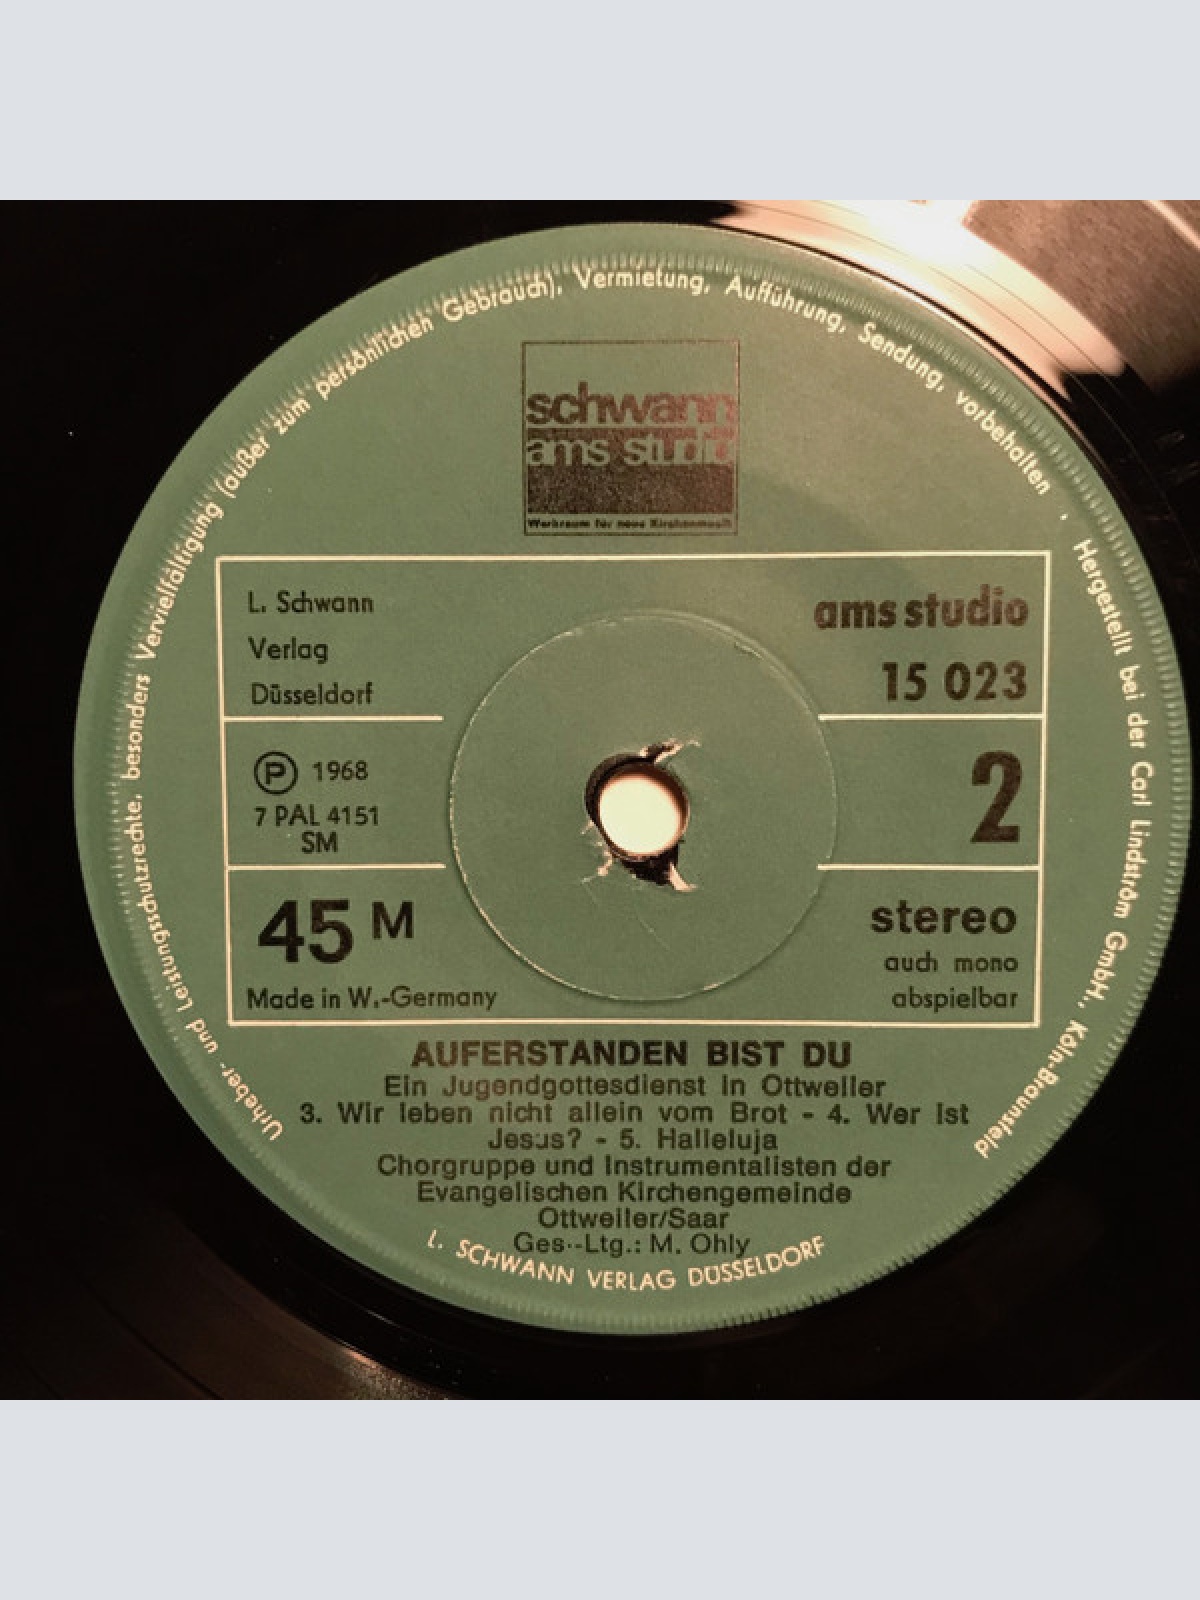 Urheber- und Leistungsschutzrechte, besonders Vervielfältigung (außer zum persönlichen Gebrauch), Vermietung, Aufführung, Sendung, vorbehalten . Hergestellt bei der Carl Lindström GmbH., Köln-Braunsfeld
schwann
ams studio
Werkraum für neue Kirchenmusik
L. Schwann
Verlag
Düsseldorf
ams studio
15 023
Ⓟ 1968
7 PAL 4151
SM
2
45 M
Made in W.-Germany
stereo
auch mono
abspielbar
AUFERSTANDEN BIST DU
Ein Jugendgottesdienst in Ottweiler
3. Wir leben nicht allein vom Brot - 4. Wer ist
Jesus? - 5. Halleluja
Chorgruppe und Instrumentalisten der
Evangelischen Kirchengemeinde
Ottweiler/Saar
Ges.-Ltg.: M. Ohly
L. SCHWANN VERLAG DÜSSELDORF